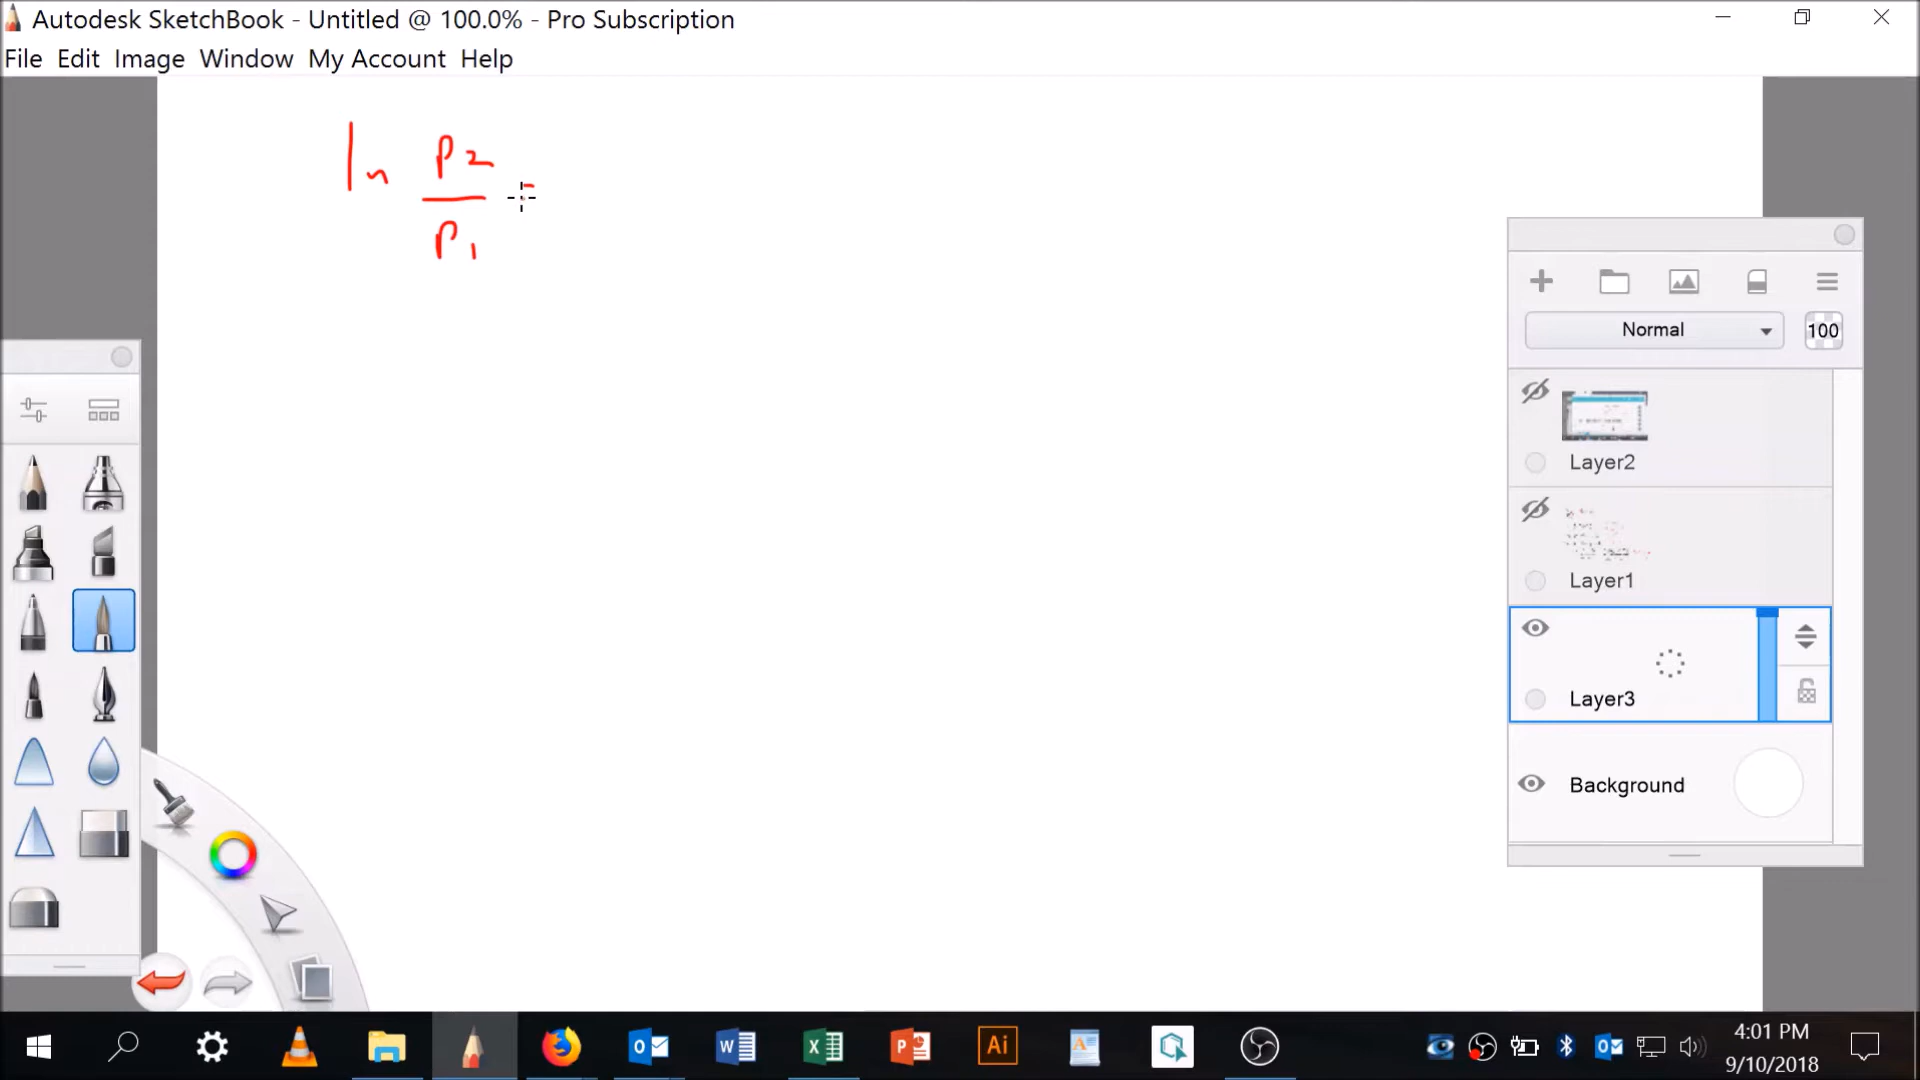 Autodesk SketchBook - Untitled @ 100.0% - Pro Subscription
File Edit Image Window My Account Help
ln P2
P1
=
Normal 100
Layer2
Layer1
Layer3
Background
Ai
4:01 PM
9/10/2018